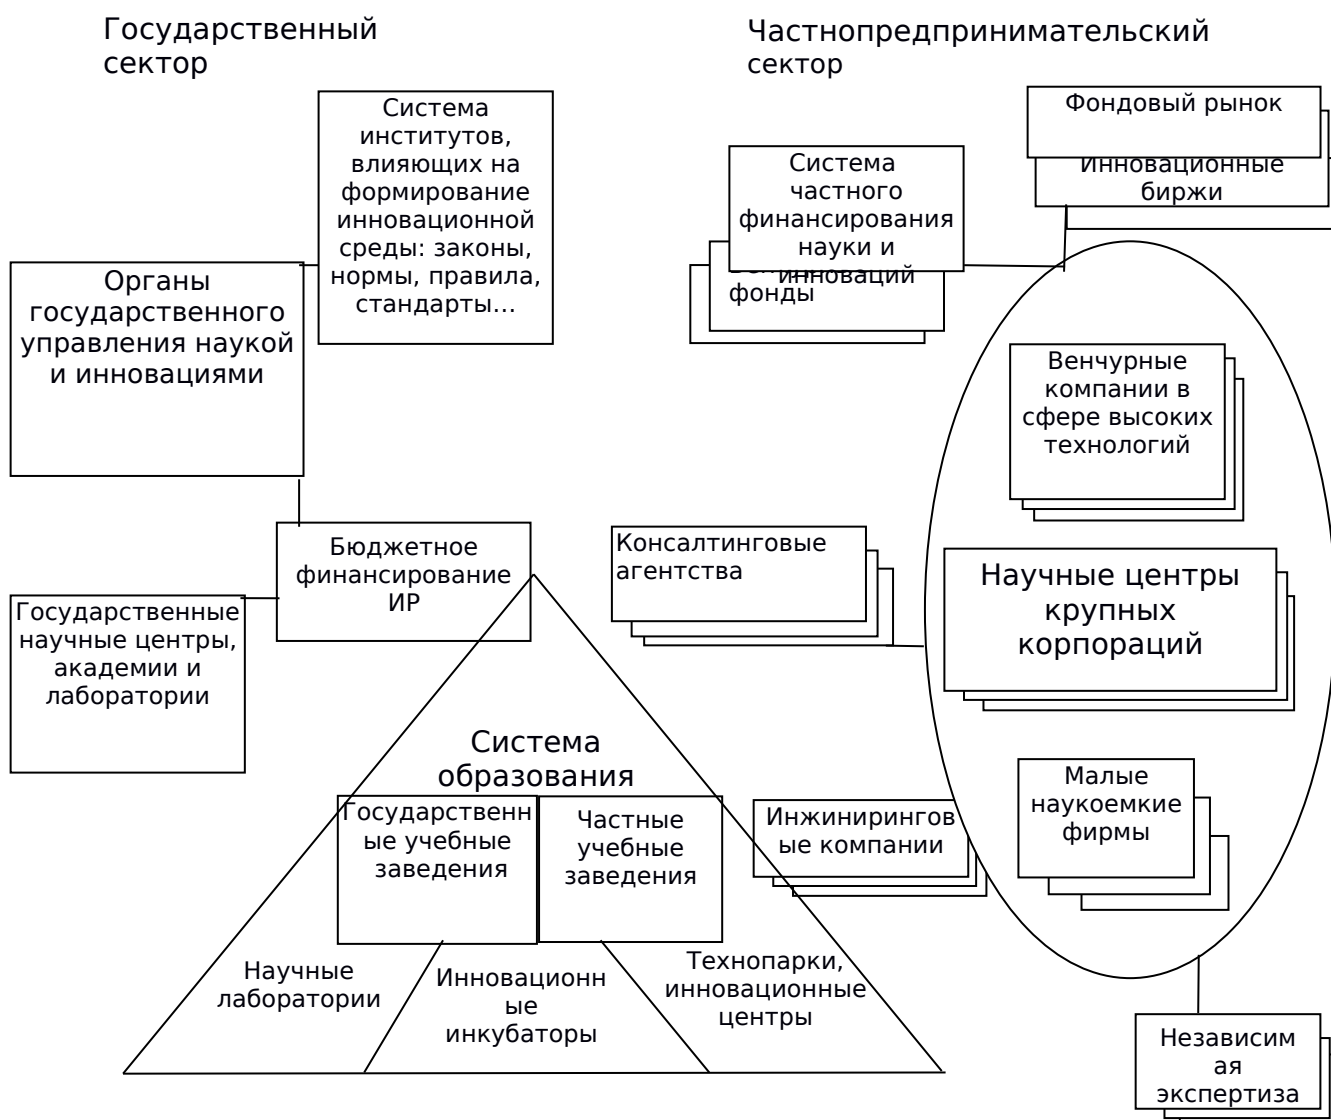 Государственный
сектор
Частнопредпринимательский
сектор
Система
институтов,
влияющих на
формирование
инновационной
среды: законы,
нормы, правила,
стандарты...
Фондовый рынок
Инновационные
биржи
Система
частного
финансирования
науки и
инноваций
фонды
Органы
государственного
управления наукой
и инновациями
Венчурные
компании в
сфере высоких
технологий
Бюджетное
финансирование
ИР
Консалтинговые
агентства
Научные центры
крупных
корпораций
Государственные
научные центры,
академии и
лаборатории
Система
образования
Государственн
ые учебные
заведения
Частные
учебные
заведения
Инжиниригов
ые компании
Малые
наукоемкие
фирмы
Научные
лаборатории
Инновационн
ые
инкубаторы
Технопарки,
инновационные
центры
Независим
ая
экспертиза